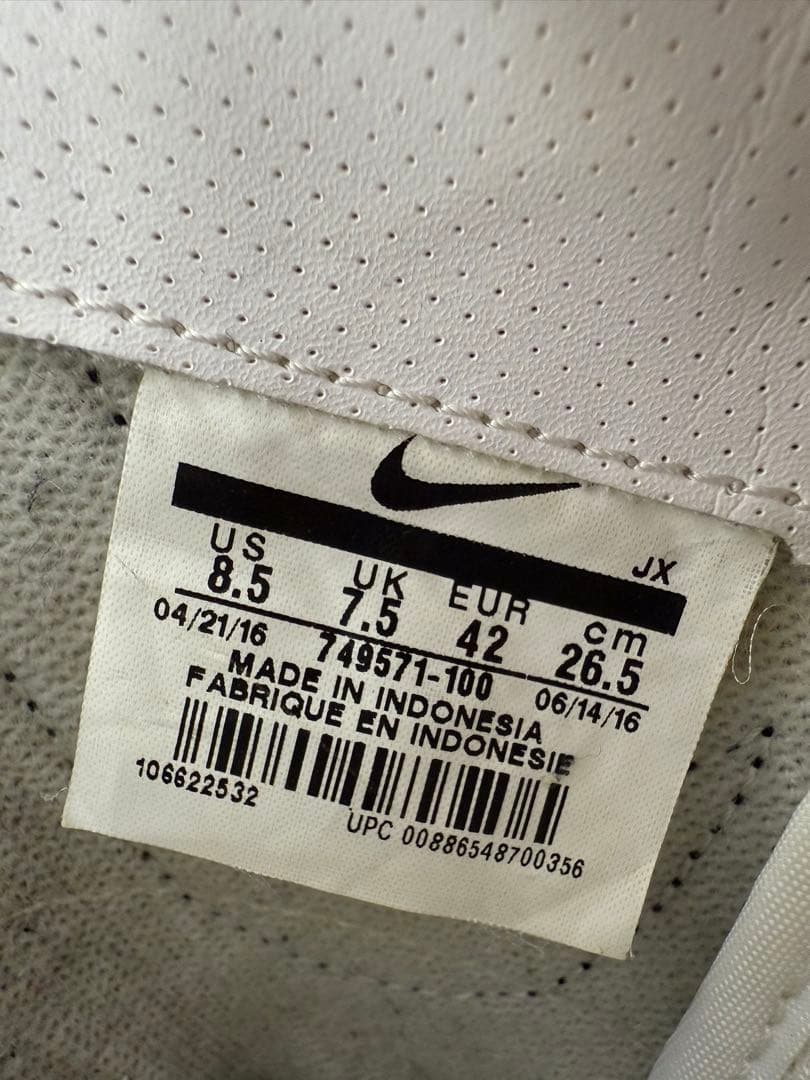 JX
US UK EUR cm
8.5 7.5 42 26.5
04/21/16 749571-100 06/14/16
MADE IN INDONESIA
FABRIQUE EN INDONESIE
106622532
UPC 00886548700356